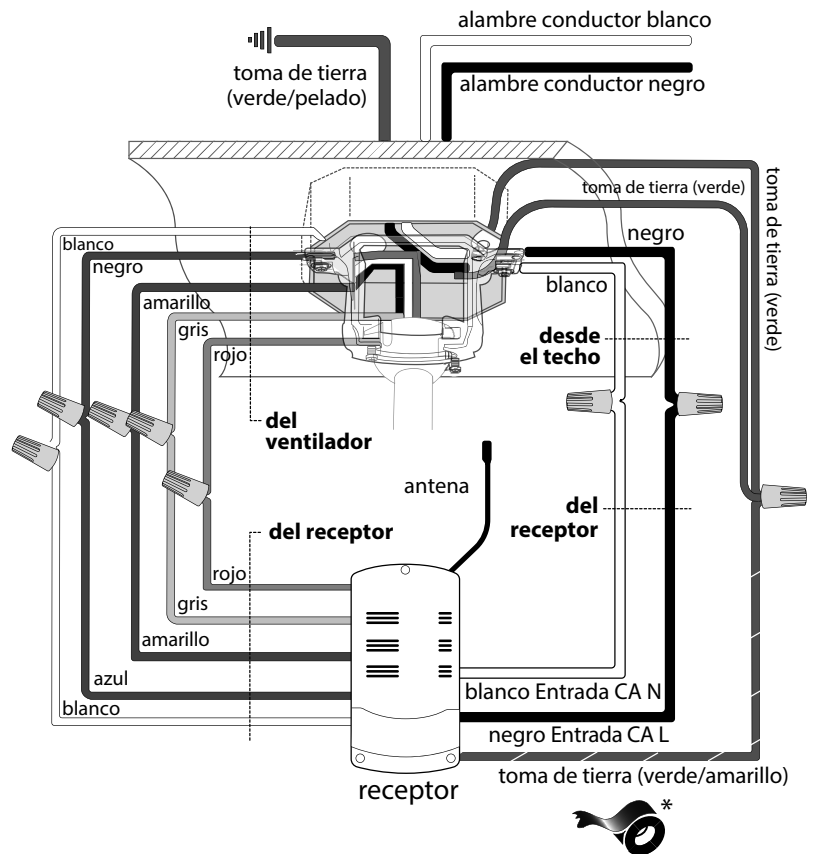 alambre conductor blanco
toma de tierra
(verde/pelado)
alambre conductor negro
toma de tierra (verde)
toma de tierra (verde)
blanco
negro
negro
blanco
amarillo
gris
rojo
desde
el techo
del
ventilador
antena
del
receptor
del receptor
rojo
gris
amarillo
azul
blanco
blanco Entrada CA N
negro Entrada CA L
toma de tierra (verde/amarillo)
receptor
*